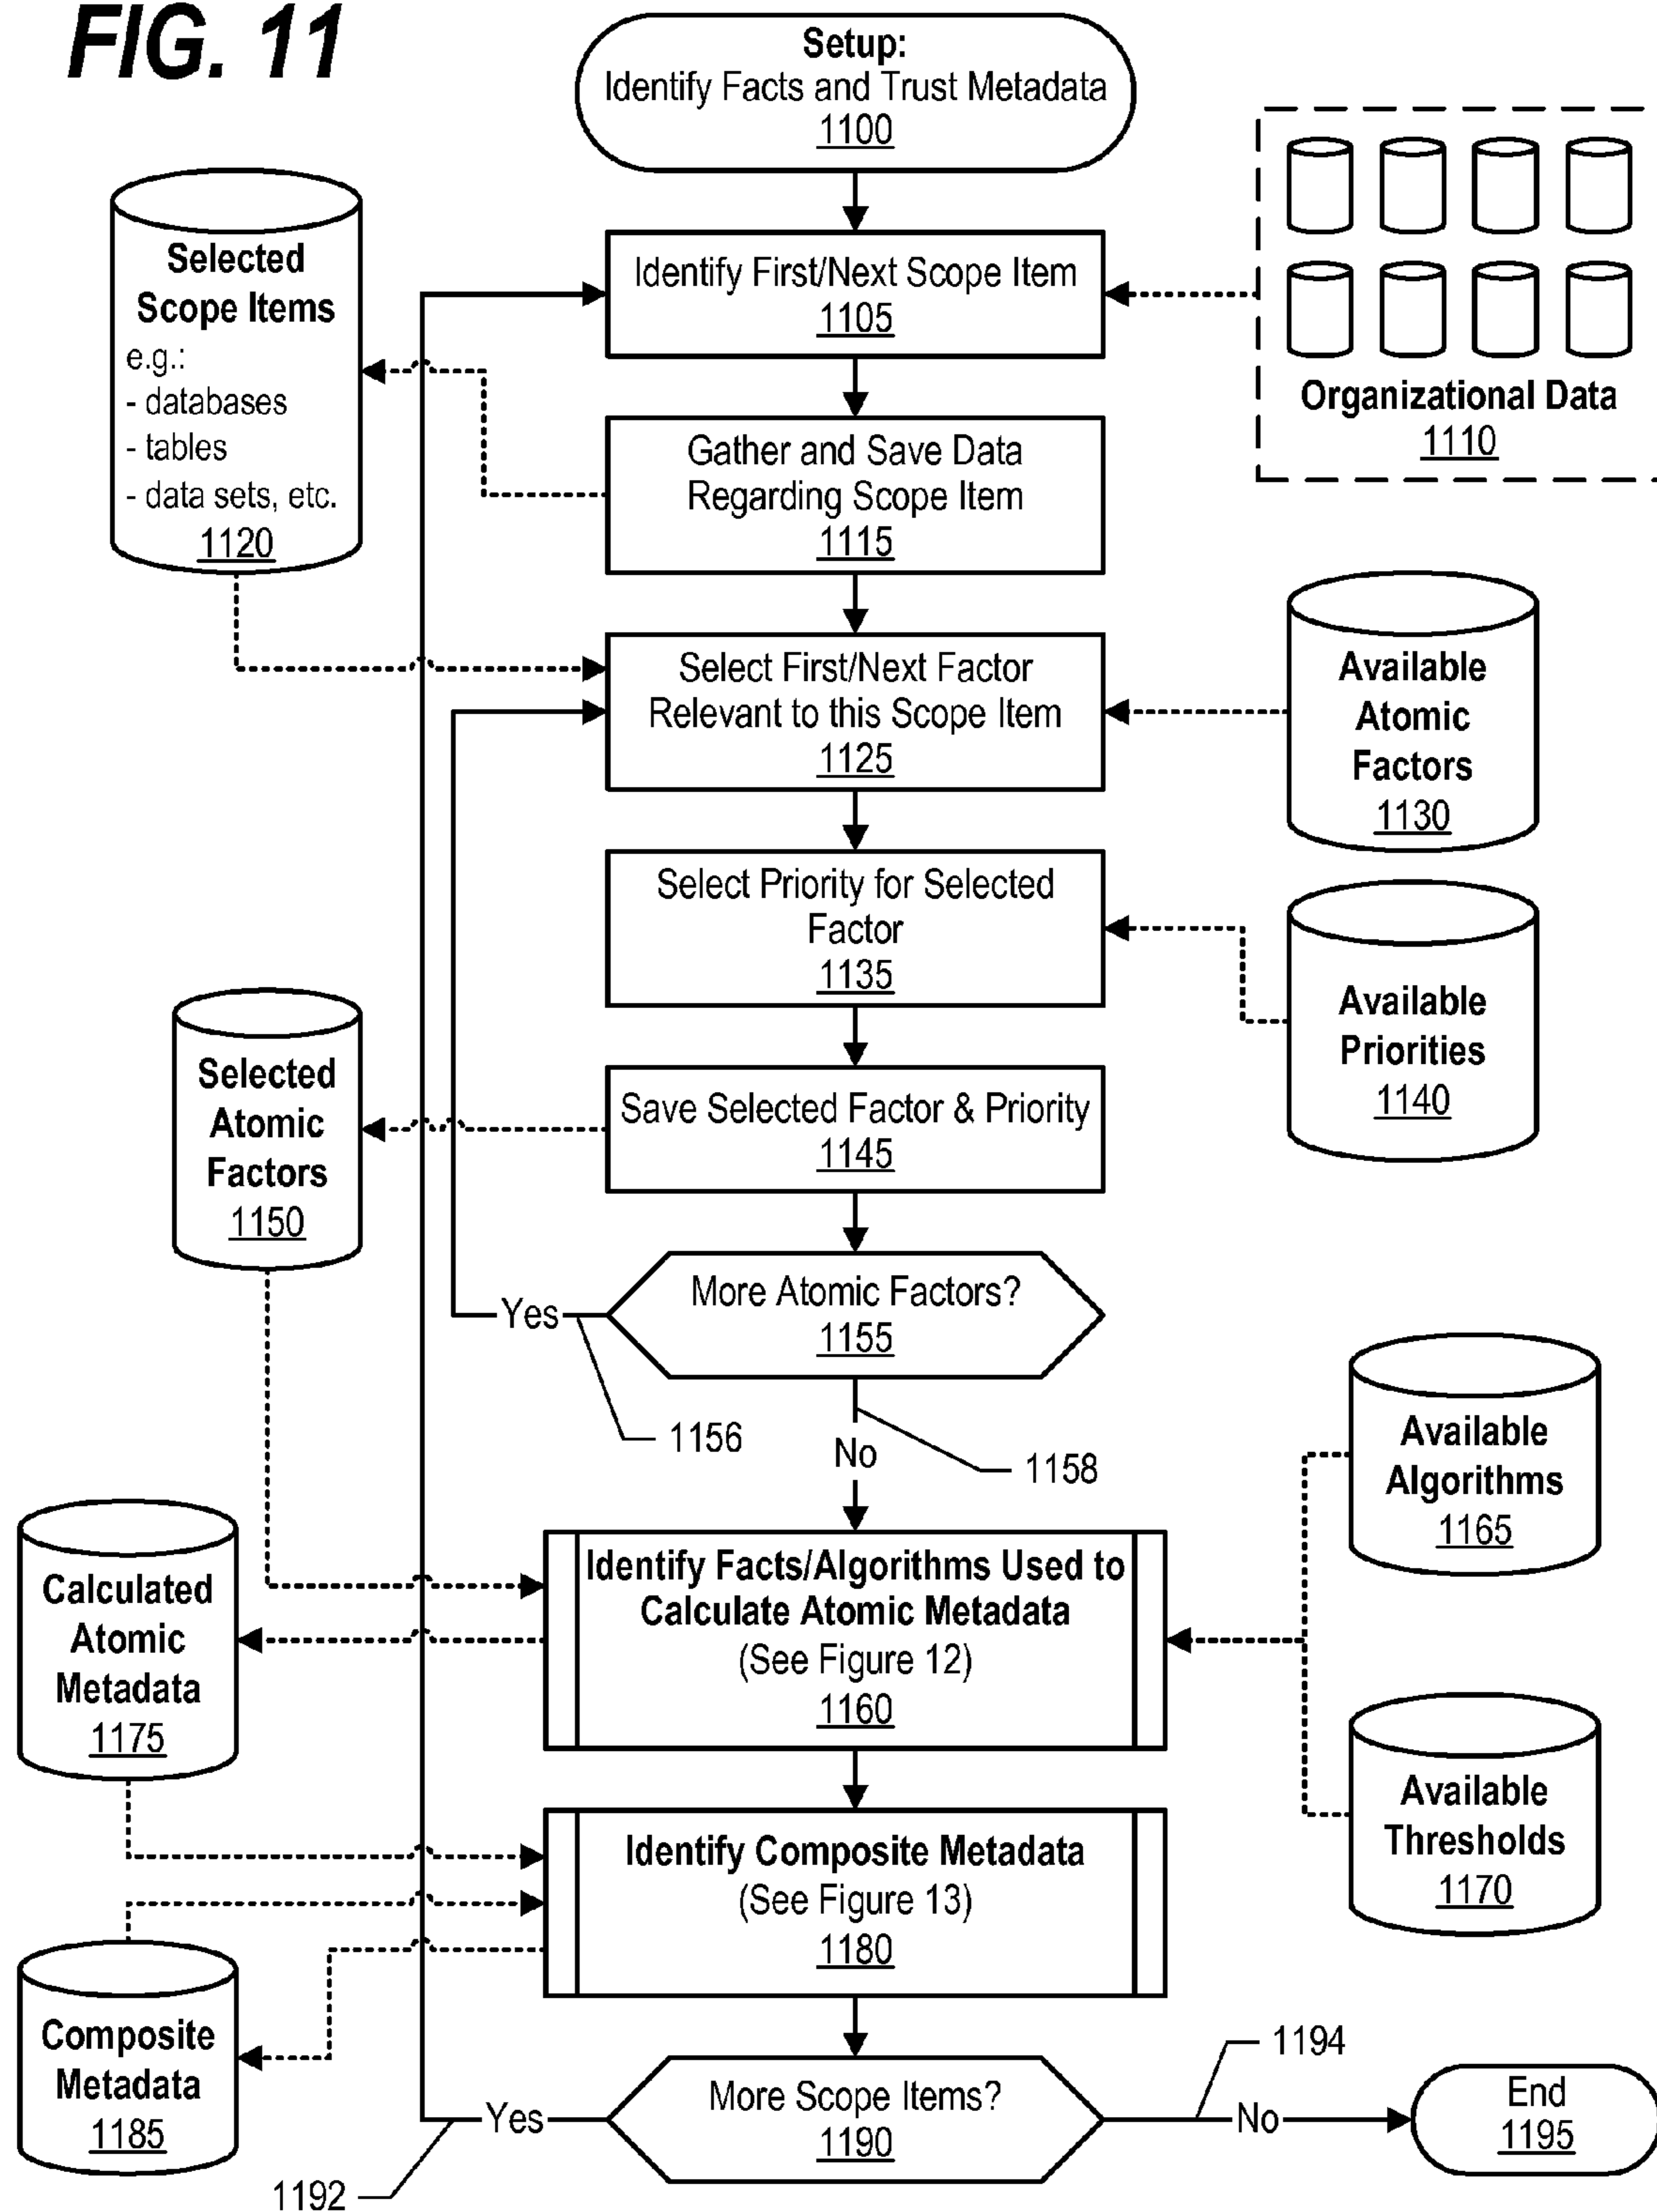 FIG. 11
Setup:
Identify Facts and Trust Metadata
1100
Identify First/Next Scope Item
1105
Organizational Data
1110
Selected
Scope Items
e.g.:
- databases
- tables
- data sets, etc.
1120
Gather and Save Data
Regarding Scope Item
1115
Select First/Next Factor
Relevant to this Scope Item
1125
Available
Atomic
Factors
1130
Select Priority for Selected
Factor
1135
Available
Priorities
1140
Selected
Atomic
Factors
1150
Save Selected Factor & Priority
1145
More Atomic Factors?
1155
Yes
1156
No
1158
Available
Algorithms
1165
Identify Facts/Algorithms Used to
Calculate Atomic Metadata
(See Figure 12)
1160
Calculated
Atomic
Metadata
1175
Available
Thresholds
1170
Identify Composite Metadata
(See Figure 13)
1180
Composite
Metadata
1185
More Scope Items?
1190
Yes
1192
No
1194
End
1195